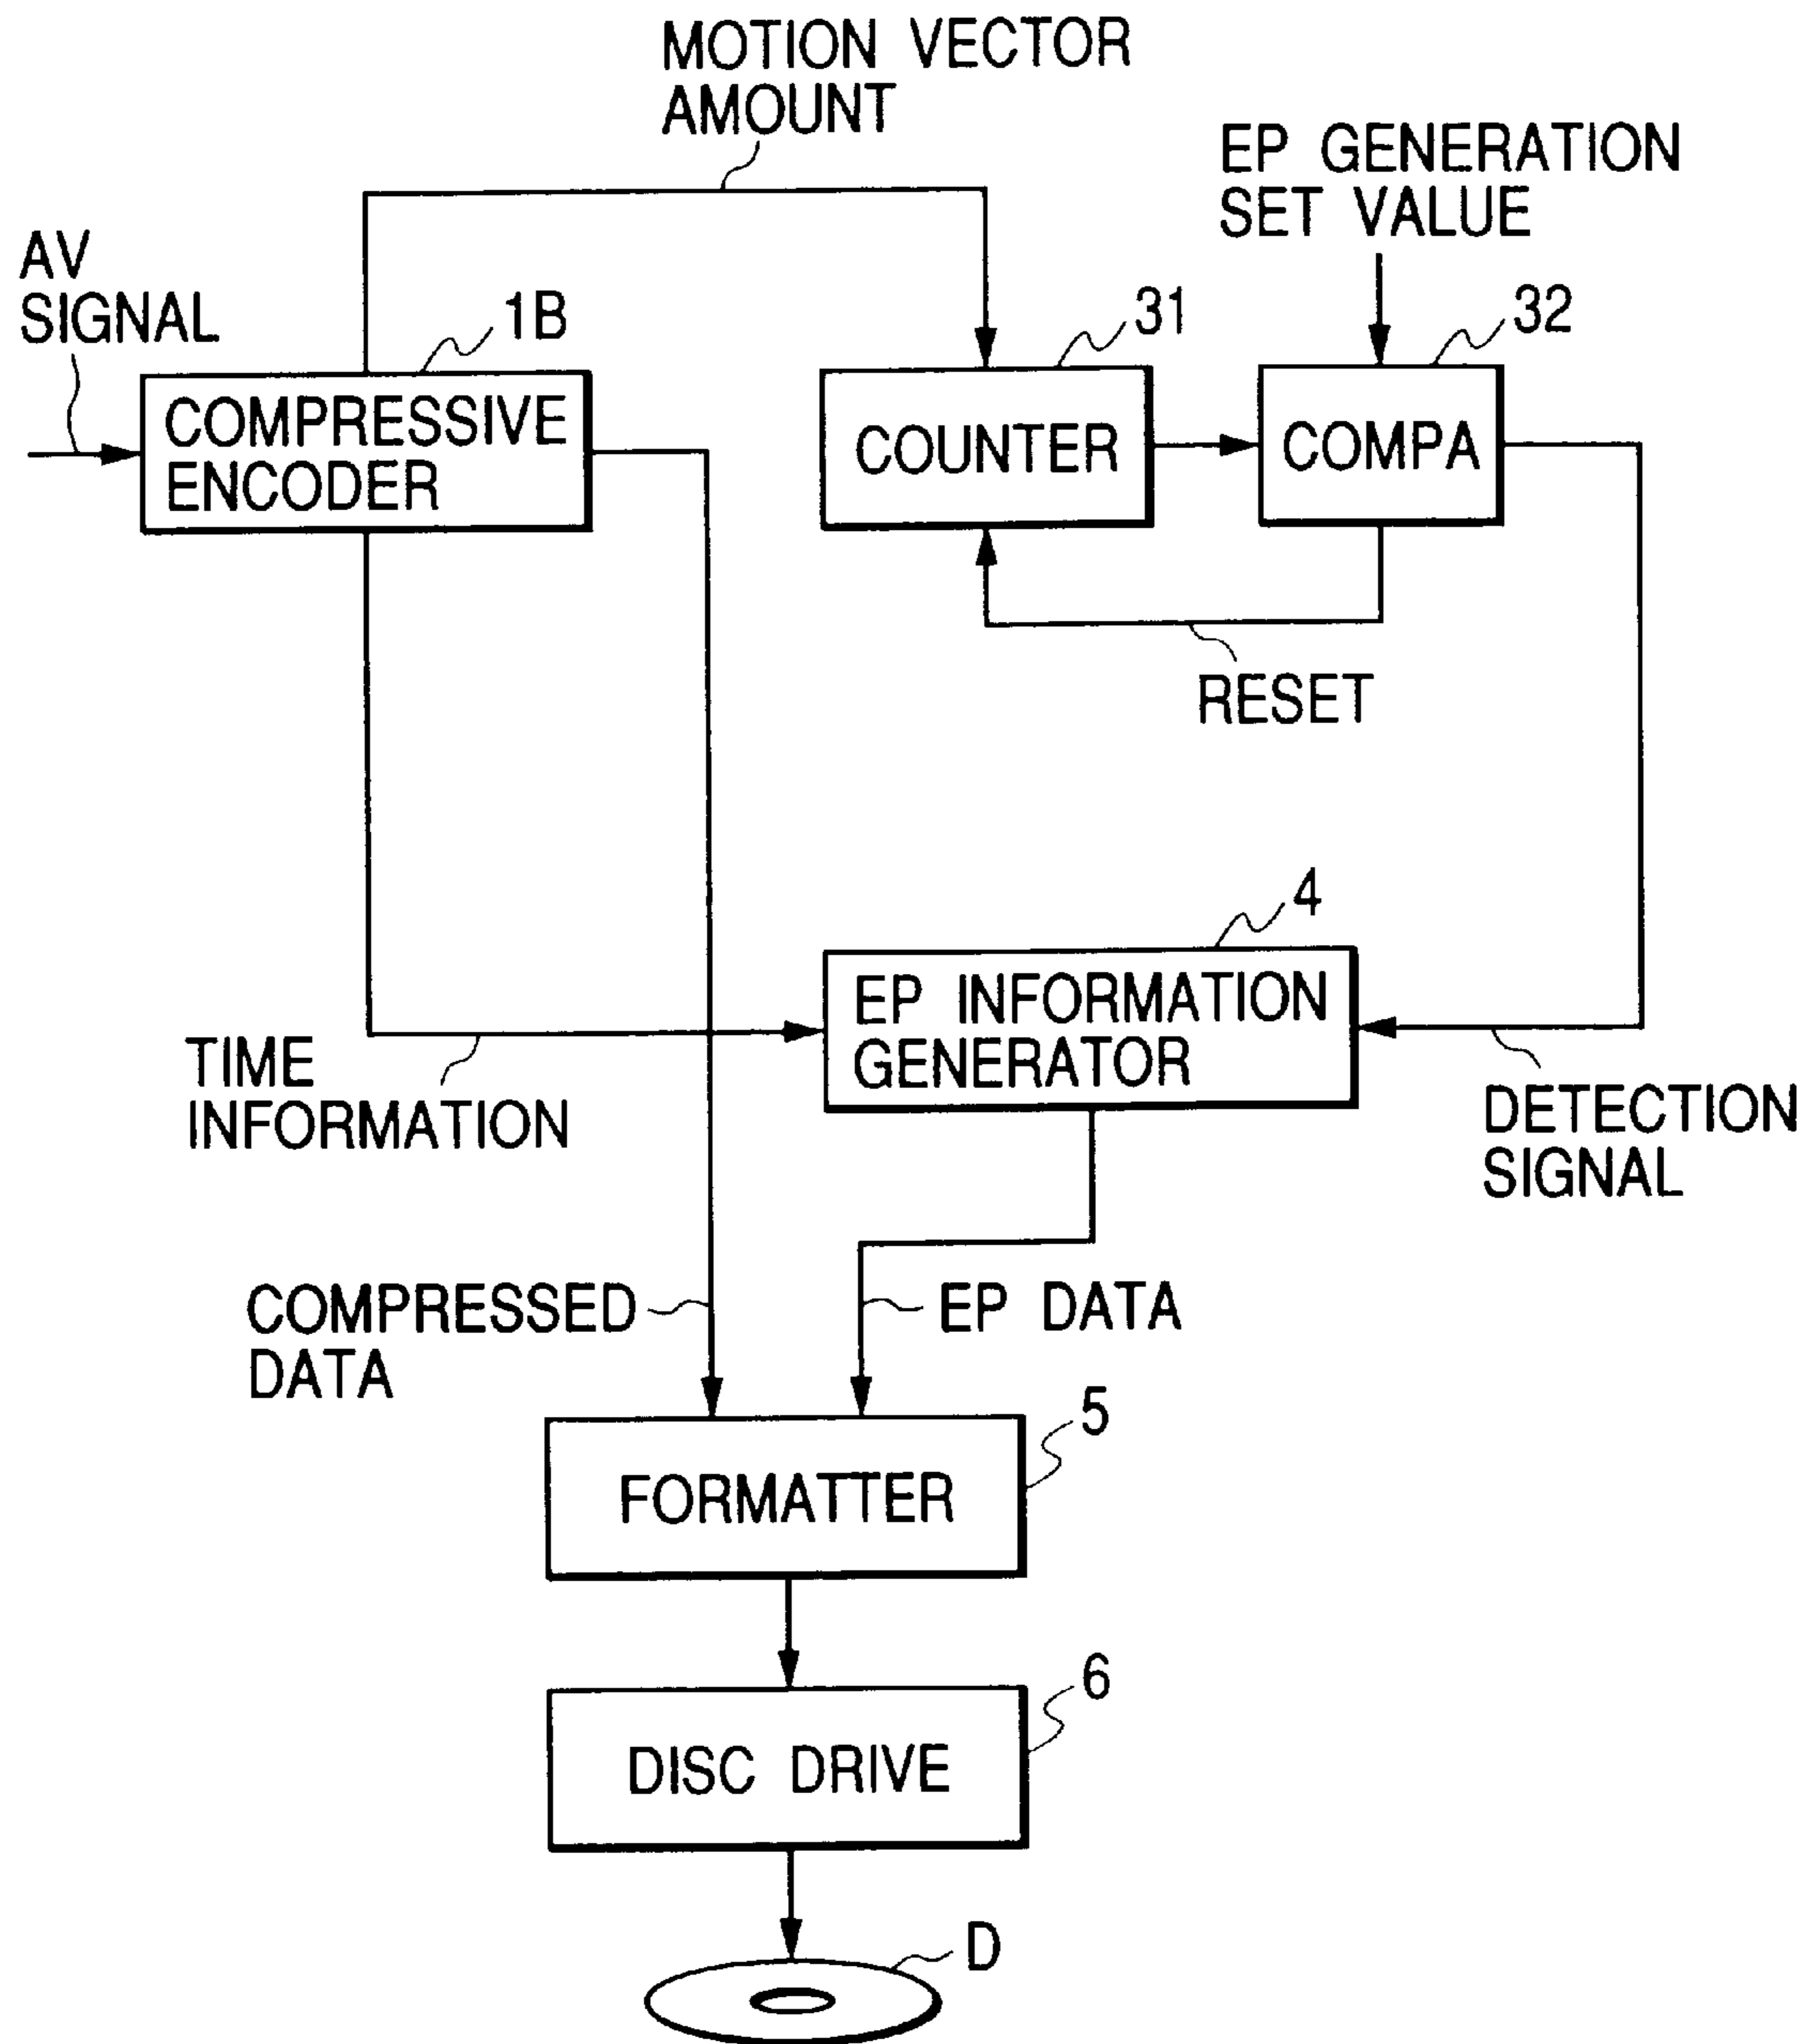 MOTION VECTOR
AMOUNT
EP GENERATION
SET VALUE
AV
SIGNAL
1B
31
32
COMPRESSIVE
ENCODER
COUNTER
COMPA
RESET
4
EP INFORMATION
GENERATOR
TIME
INFORMATION
DETECTION
SIGNAL
COMPRESSED
DATA
EP DATA
5
FORMATTER
6
DISC DRIVE
D